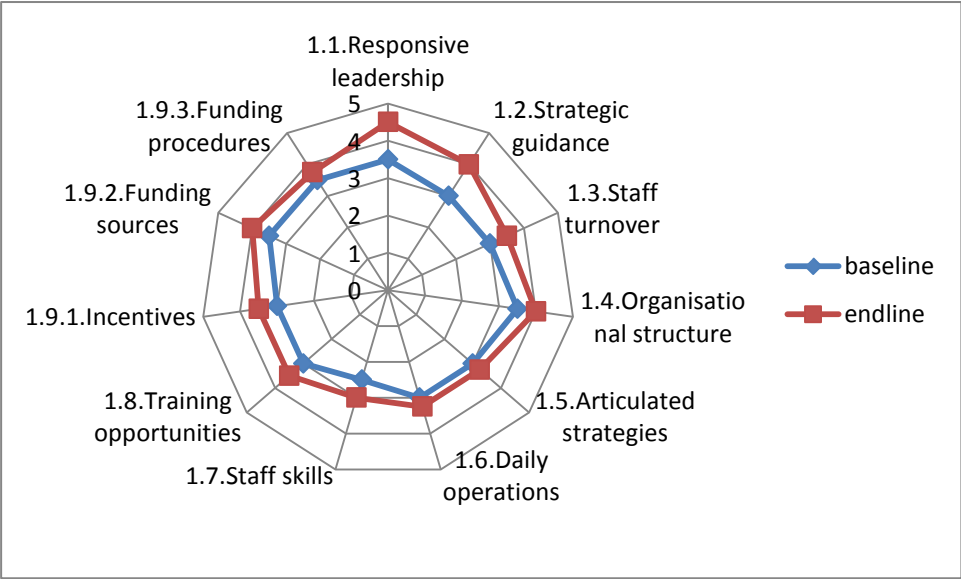 1.1.Responsive
leadership
1.2.Strategic
guidance
1.3.Staff
turnover
1.4.Organisatio
nal structure
1.5.Articulated
strategies
1.6.Daily
operations
1.7.Staff skills
1.8.Training
opportunities
1.9.1.Incentives
1.9.2.Funding
sources
1.9.3.Funding
procedures
5
4
3
2
1
0
baseline
endline